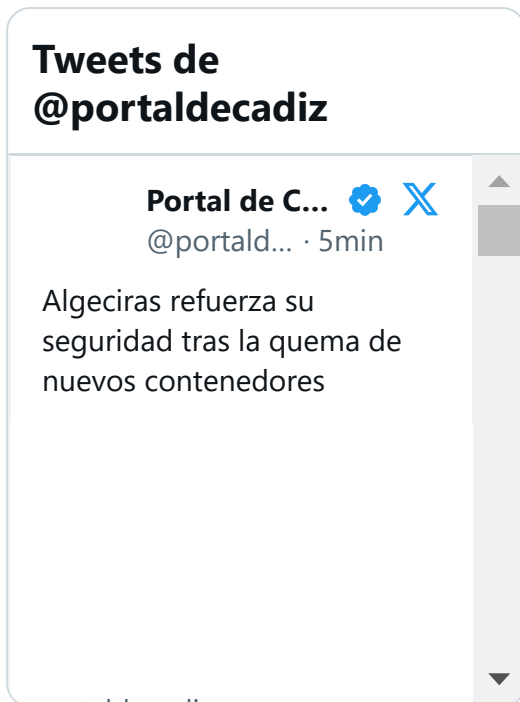 Tweets de
@portaldecadiz
Portal de C...
@portald... · 5min
Algeciras refuerza su
seguridad tras la quema de
nuevos contenedores